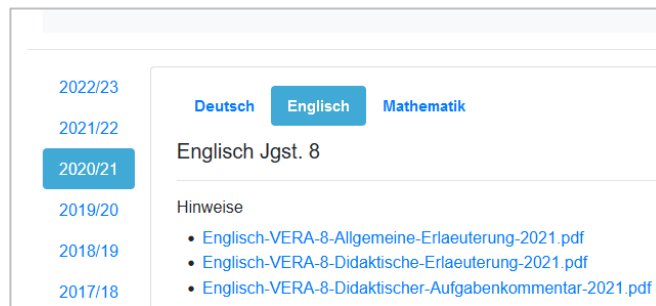 2022/23
2021/22
2020/21
2019/20
2018/19
2017/18
Deutsch Englisch Mathematik
Englisch Jgst. 8
Hinweise
• Englisch-VERA-8-Allgemeine-Erlaeuterung-2021.pdf
• Englisch-VERA-8-Didaktische-Erlaeuterung-2021.pdf
• Englisch-VERA-8-Didaktischer-Aufgabenkommentar-2021.pdf